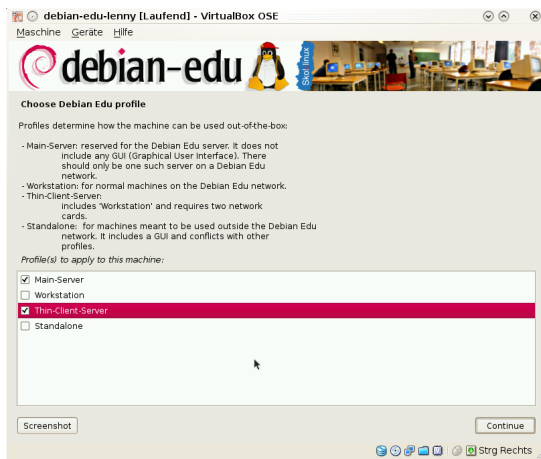 debian-edu-lenny [Laufend] - VirtualBox OSE
Maschine Geräte Hilfe
debian-edu
Skolelinux
Choose Debian Edu profile
Profiles determine how the machine can be used out-of-the-box:
- Main-Server: reserved for the Debian Edu server. It does not
include any GUI (Graphical User Interface). There
should only be one such server on a Debian Edu
network.
- Workstation: for normal machines on the Debian Edu network.
- Thin-Client-Server:
includes 'Workstation' and requires two network
cards.
- Standalone: for machines meant to be used outside the Debian Edu
network. It includes a GUI and conflicts with other
profiles.
Profile(s) to apply to this machine:
Main-Server
Workstation
Thin-Client-Server
Standalone
Screenshot
Continue
Strg Rechts